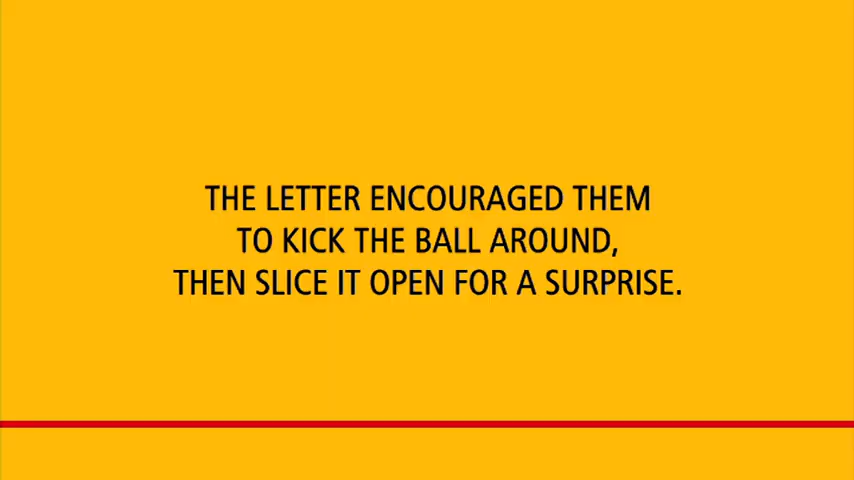 THE LETTER ENCOURAGED THEM
TO KICK THE BALL AROUND,
THEN SLICE IT OPEN FOR A SURPRISE.